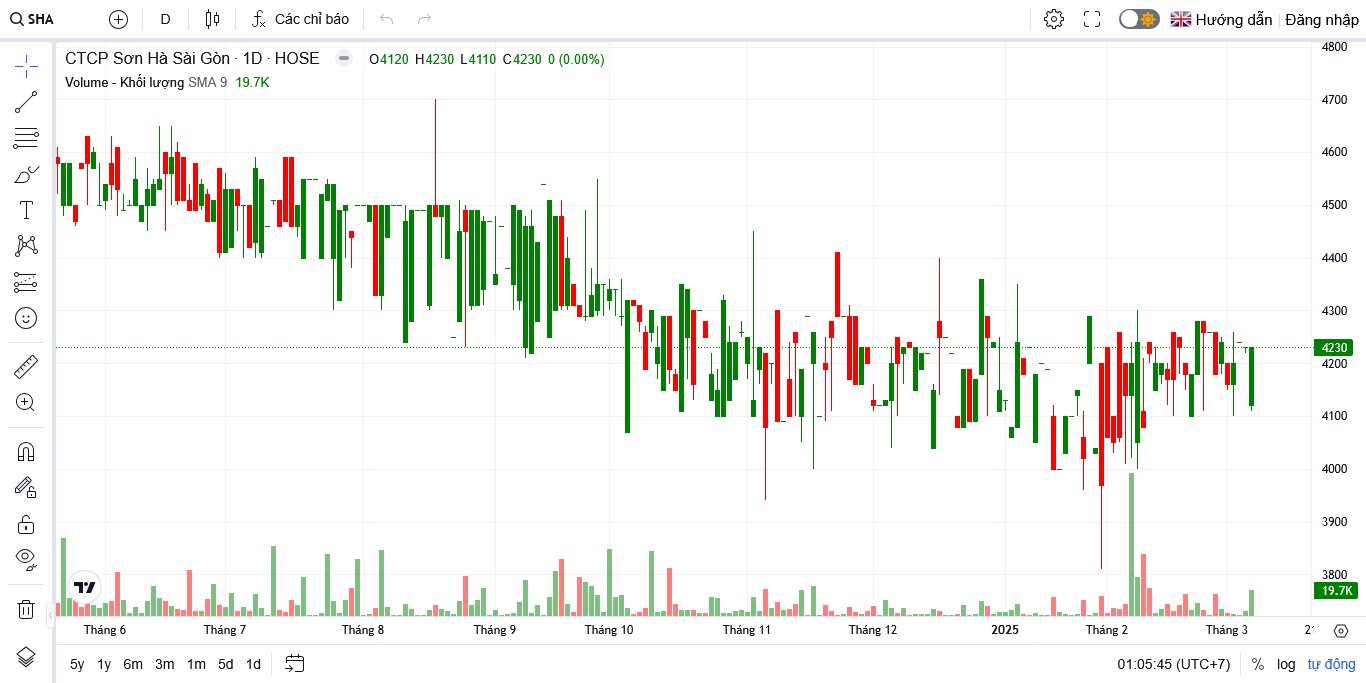 SHA D Các chỉ báo Hướng dẫn Đăng nhập
CTCP Sơn Hà Sài Gòn · 1D · HOSE O4120 H4230 L4110 C4230 0 (0.00%)
Volume - Khối lượng SMA 9 19.7K
4800
4700
4600
4500
4400
4300
4230
4200
4100
4000
3900
3800
19.7K
Tháng 6 Tháng 7 Tháng 8 Tháng 9 Tháng 10 Tháng 11 Tháng 12 2025 Tháng 2 Tháng 3
5y 1y 6m 3m 1m 5d 1d 01:05:45 (UTC+7) % log tự động